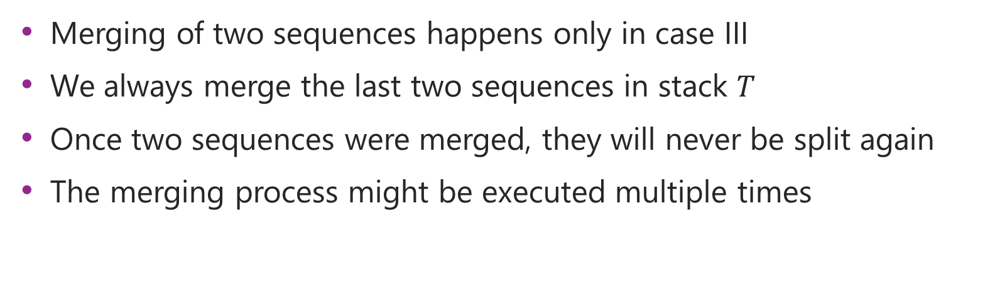 • Merging of two sequences happens only in case III
• We always merge the last two sequences in stack T
• Once two sequences were merged, they will never be split again
• The merging process might be executed multiple times